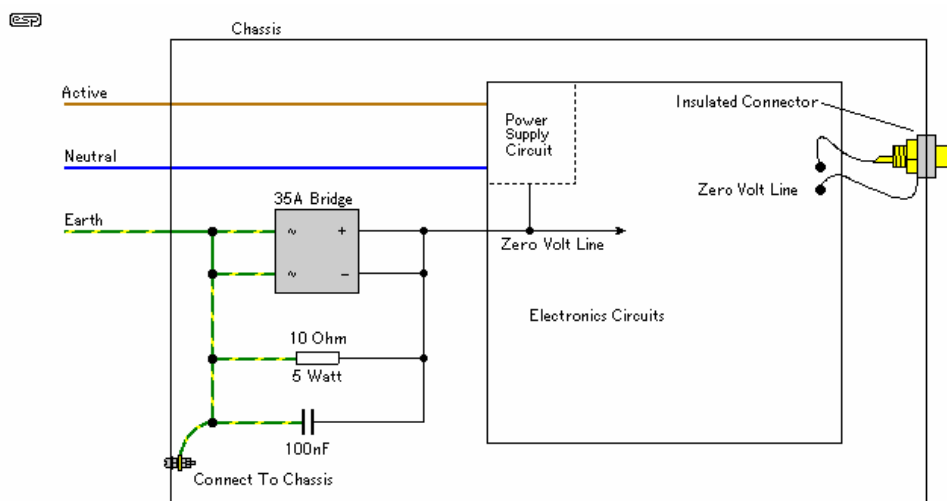 esp
Chassis
Active
Insulated Connector
Power
Supply
Circuit
Neutral
Zero Volt Line
35A Bridge
Earth
~ +
Zero Volt Line
~ −
Electronics Circuits
10 Ohm
5 Watt
100nF
Connect To Chassis